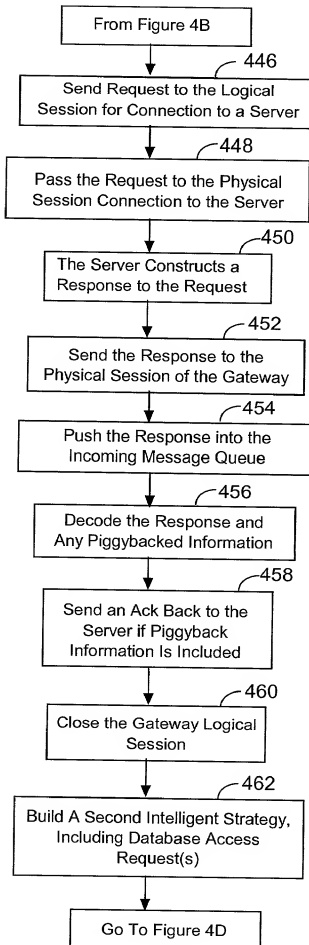 From Figure 4B
446
Send Request to the Logical
Session for Connection to a Server
448
Pass the Request to the Physical
Session Connection to the Server
450
The Server Constructs a
Response to the Request
452
Send the Response to the
Physical Session of the Gateway
454
Push the Response into the
Incoming Message Queue
456
Decode the Response and
Any Piggybacked Information
458
Send an Ack Back to the
Server if Piggyback
Information Is Included
460
Close the Gateway Logical
Session
462
Build A Second Intelligent Strategy,
Including Database Access
Request(s)
Go To Figure 4D